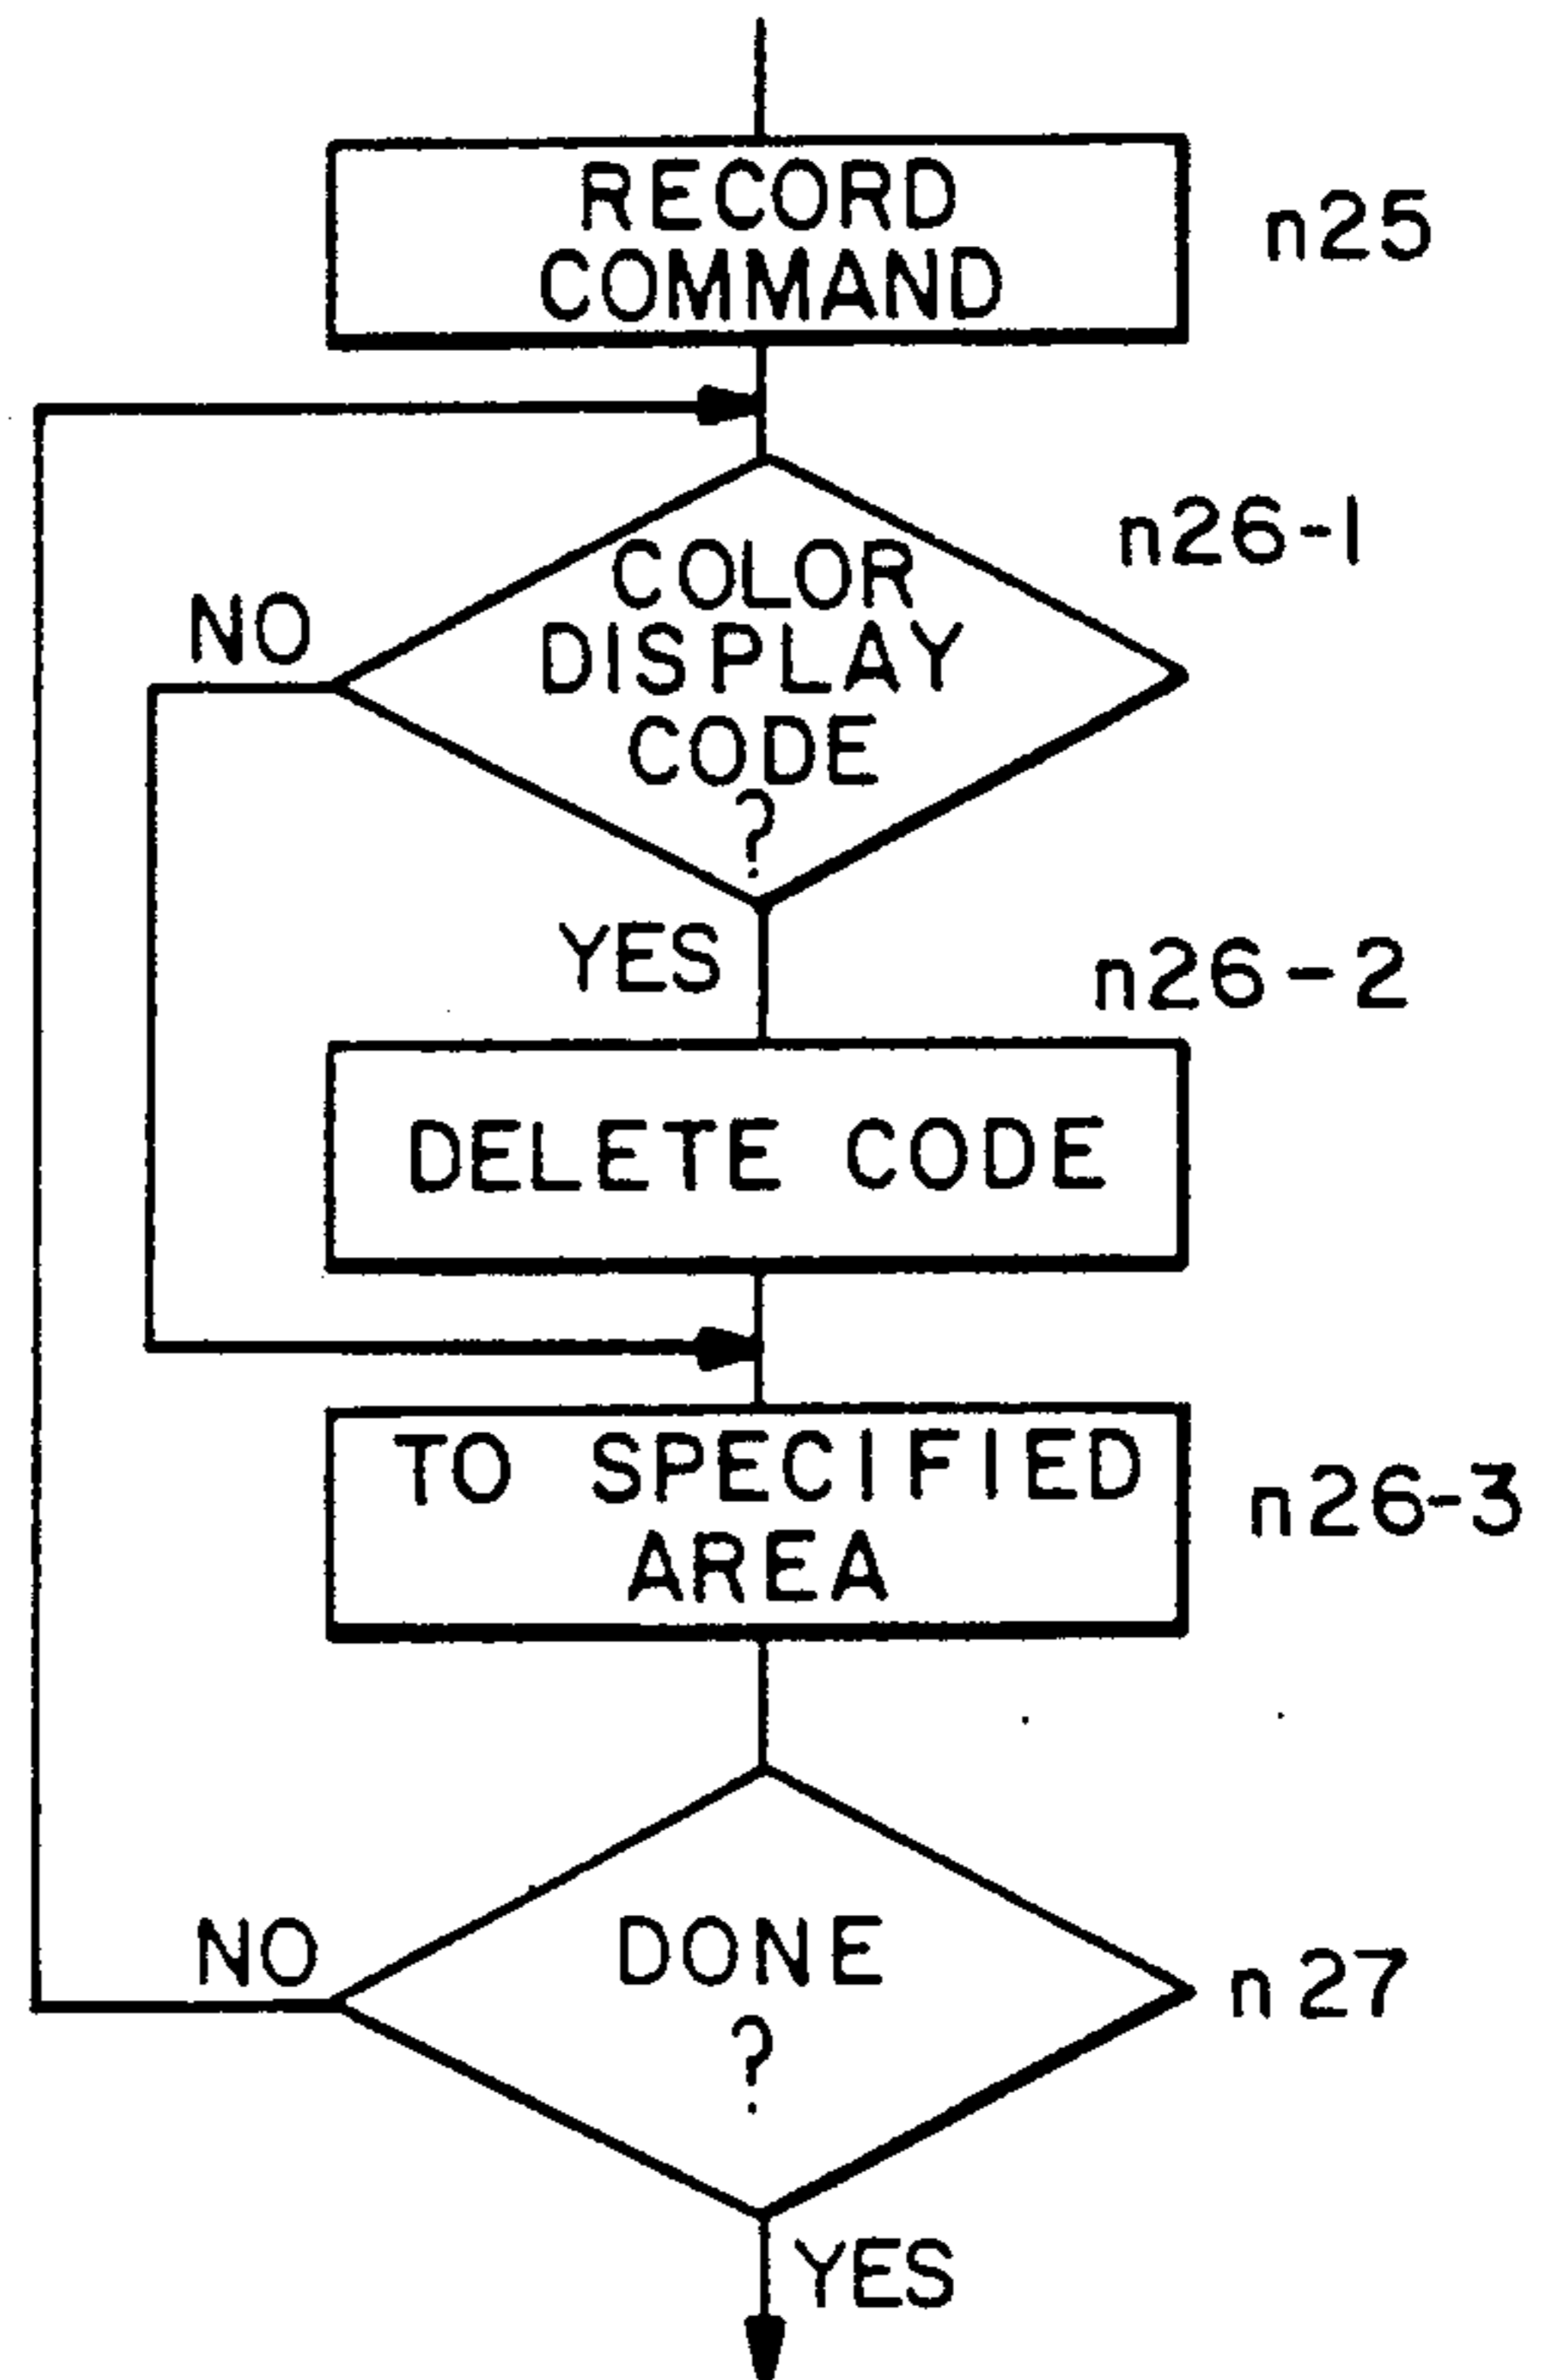 RECORD
COMMAND
n25
n26-1
COLOR
DISPLAY
CODE
?
NO
YES
n26-2
DELETE CODE
TO SPECIFIED
AREA
n26-3
NO
DONE
?
n27
YES